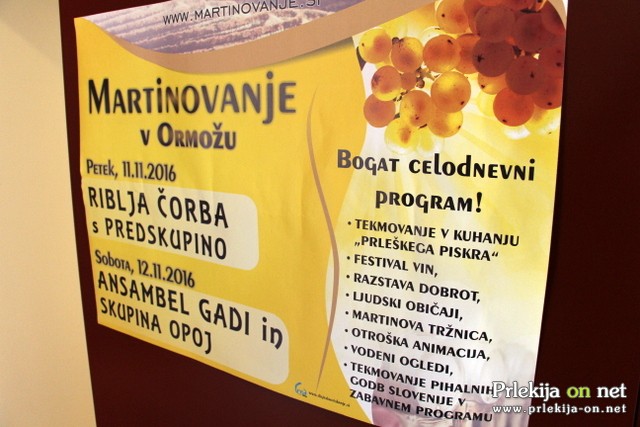 www.martinovanje.si
Martinovanje
v Ormožu
Petek, 11.11.2016
RIBLJA ČORBA
s PREDSKUPINO
Sobota, 12.11.2016
ANSAMBEL GADI in
SKUPINA OPOJ
Bogat celodnevni
program!
• TEKMOVANJE V KUHANJU
„PRLEŠKEGA PISKRA“
• FESTIVAL VIN,
• RAZSTAVA DOBROT,
• LJUDSKI OBIČAJI,
• MARTINOVA TRŽNICA,
• OTROŠKA ANIMACIJA,
• VODENI OGLEDI,
• TEKMOVANJE PIHALNIH
GODB SLOVENIJE V
ZABAVNEM PROGRAMU
Prlekija on net
www.prlekija-on.net